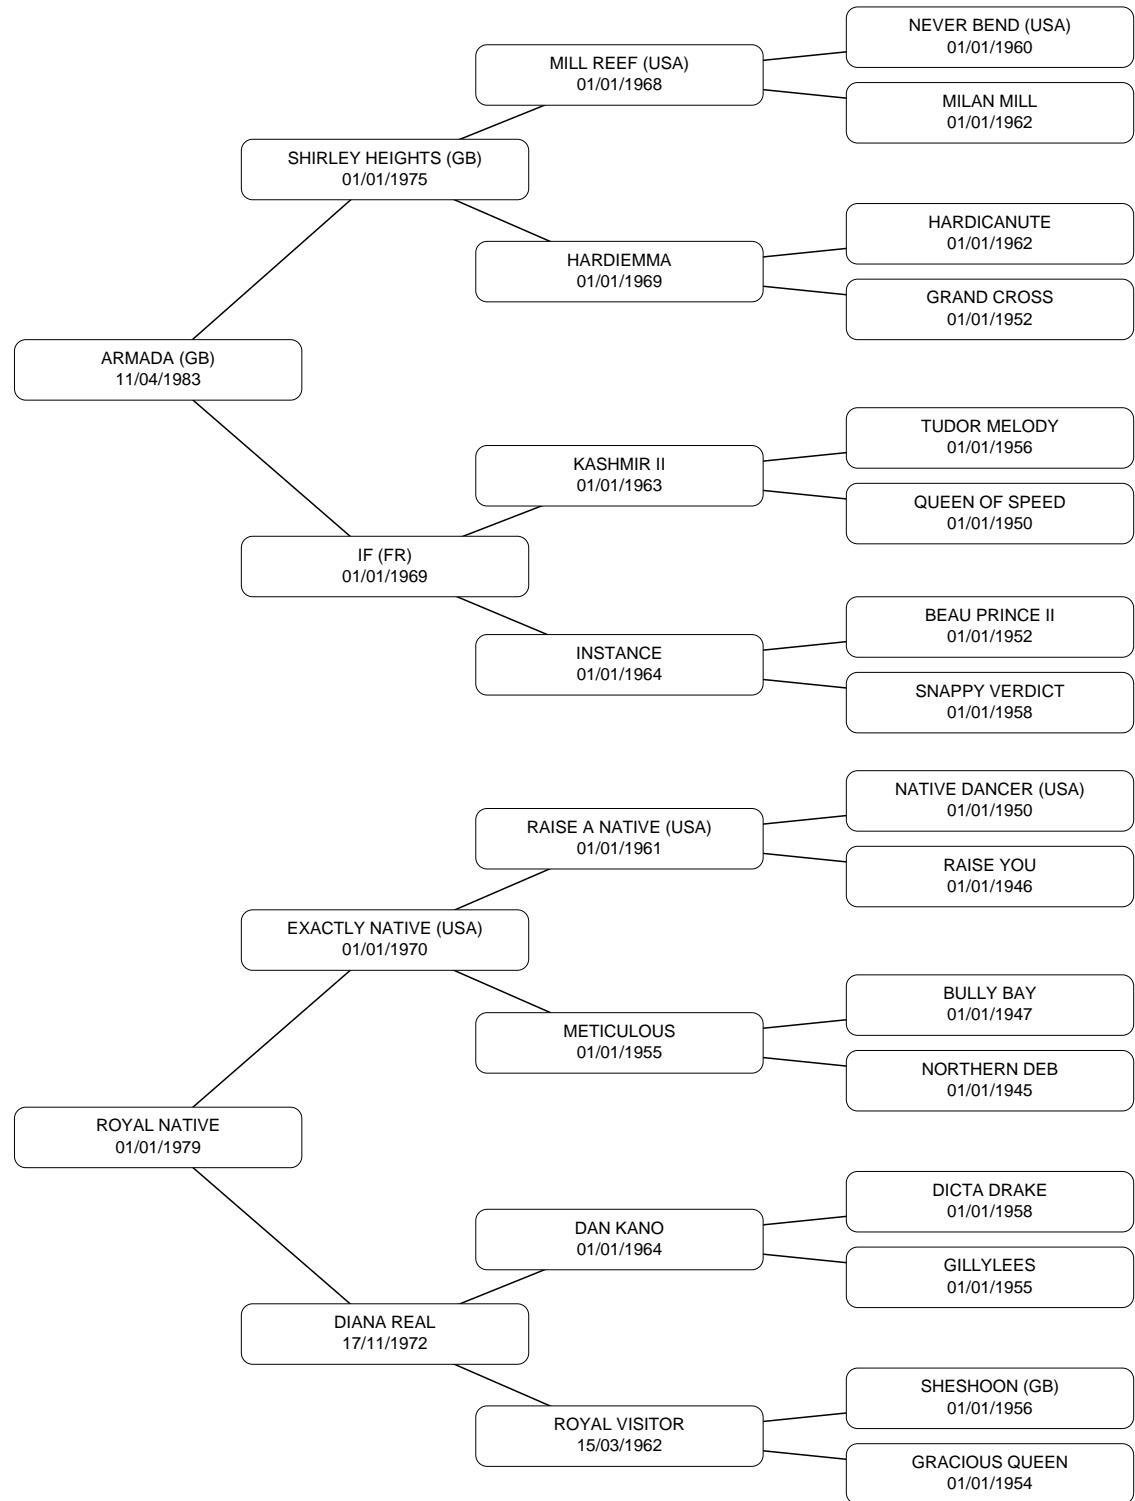 NEVER BEND (USA)
01/01/1960
MILL REEF (USA)
01/01/1968
MILAN MILL
01/01/1962
SHIRLEY HEIGHTS (GB)
01/01/1975
HARDICANUTE
01/01/1962
HARDIEMMA
01/01/1969
GRAND CROSS
01/01/1952
ARMADA (GB)
11/04/1983
TUDOR MELODY
01/01/1956
KASHMIR II
01/01/1963
QUEEN OF SPEED
01/01/1950
IF (FR)
01/01/1969
BEAU PRINCE II
01/01/1952
INSTANCE
01/01/1964
SNAPPY VERDICT
01/01/1958
NATIVE DANCER (USA)
01/01/1950
RAISE A NATIVE (USA)
01/01/1961
RAISE YOU
01/01/1946
EXACTLY NATIVE (USA)
01/01/1970
BULLY BAY
01/01/1947
METICULOUS
01/01/1955
NORTHERN DEB
01/01/1945
ROYAL NATIVE
01/01/1979
DICTA DRAKE
01/01/1958
DAN KANO
01/01/1964
GILLYLEES
01/01/1955
DIANA REAL
17/11/1972
SHESHOON (GB)
01/01/1956
ROYAL VISITOR
15/03/1962
GRACIOUS QUEEN
01/01/1954